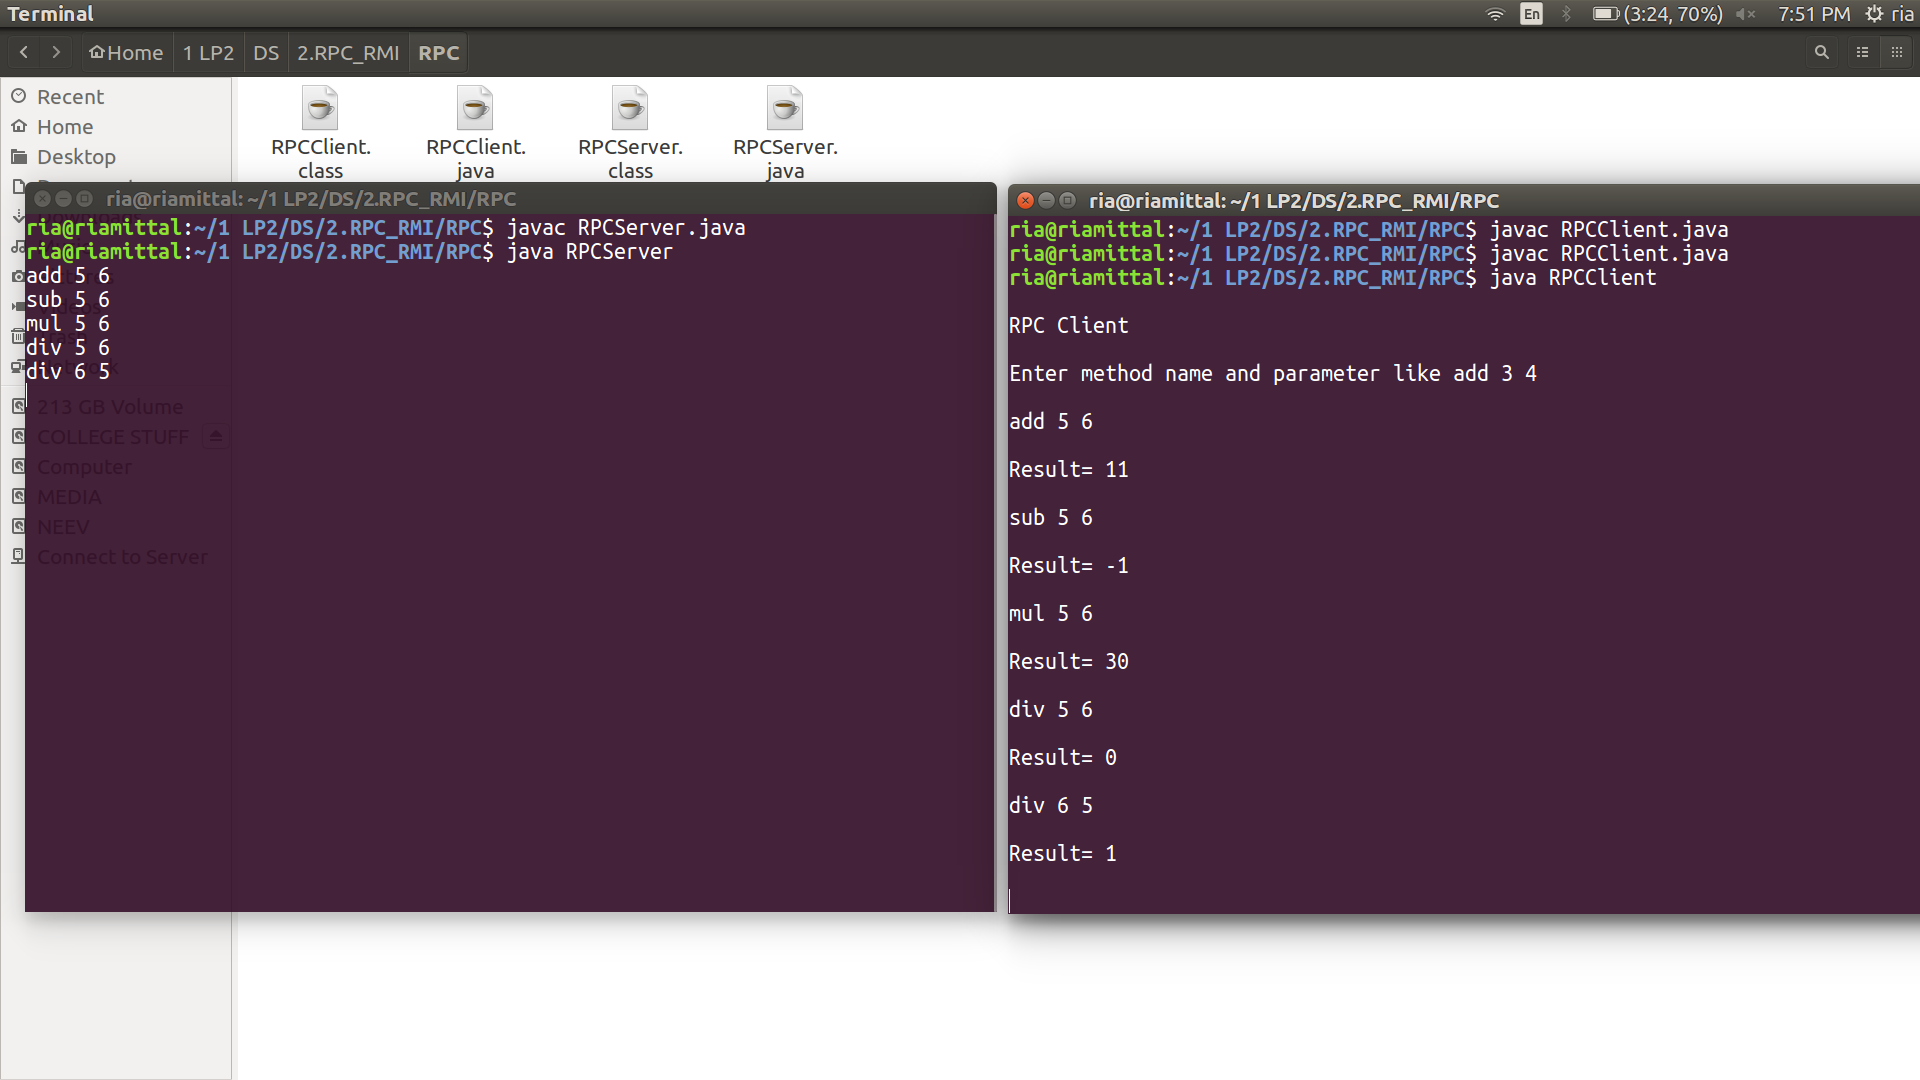 Terminal
En
(3:24, 70%)
7:51 PM
ria
Home
1 LP2
DS
2.RPC_RMI
RPC
Recent
Home
Desktop
RPCClient.
class
RPCClient.
java
RPCServer.
class
RPCServer.
java
ria@riamittal: ~/1 LP2/DS/2.RPC_RMI/RPC
ria@riamittal:~/1 LP2/DS/2.RPC_RMI/RPC$ javac RPCServer.java
ria@riamittal:~/1 LP2/DS/2.RPC_RMI/RPC$ java RPCServer
add 5 6
sub 5 6
mul 5 6
div 5 6
div 6 5
213 GB Volume
COLLEGE STUFF
Computer
MEDIA
NEEV
Connect to Server
ria@riamittal: ~/1 LP2/DS/2.RPC_RMI/RPC
ria@riamittal:~/1 LP2/DS/2.RPC_RMI/RPC$ javac RPCClient.java
ria@riamittal:~/1 LP2/DS/2.RPC_RMI/RPC$ javac RPCClient.java
ria@riamittal:~/1 LP2/DS/2.RPC_RMI/RPC$ java RPCClient
RPC Client
Enter method name and parameter like add 3 4
add 5 6
Result= 11
sub 5 6
Result= -1
mul 5 6
Result= 30
div 5 6
Result= 0
div 6 5
Result= 1